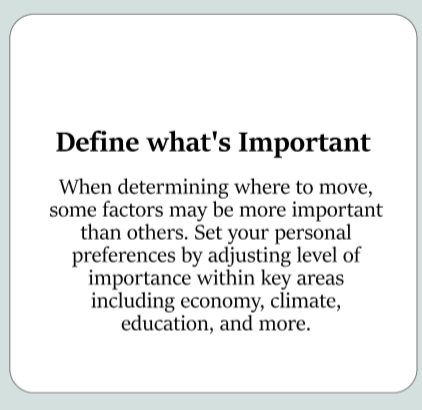 Define what's Important
When determining where to move,
some factors may be more important
than others. Set your personal
preferences by adjusting level of
importance within key areas
including economy, climate,
education, and more.